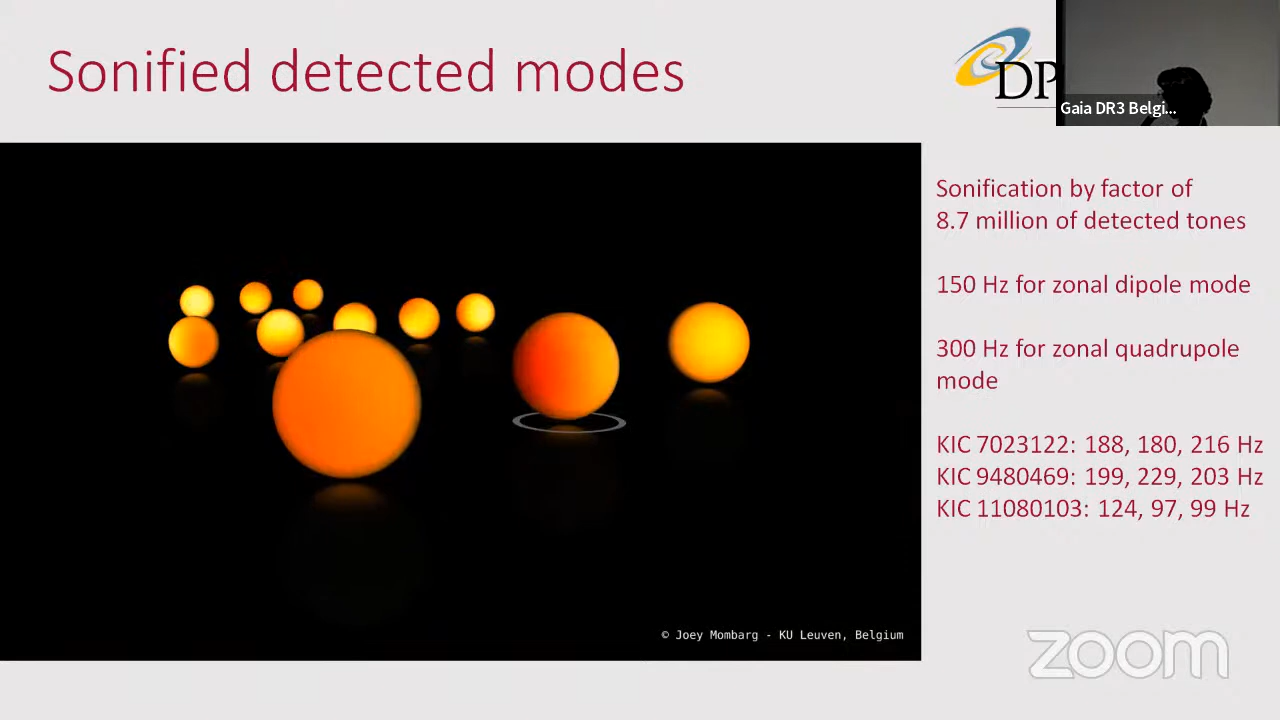 Sonified detected modes
DP
Gaia DR3 Belgi...
Sonification by factor of
8.7 million of detected tones
150 Hz for zonal dipole mode
300 Hz for zonal quadrupole
mode
KIC 7023122: 188, 180, 216 Hz
KIC 9480469: 199, 229, 203 Hz
KIC 11080103: 124, 97, 99 Hz
© Joey Mombarg - KU Leuven, Belgium
zoom